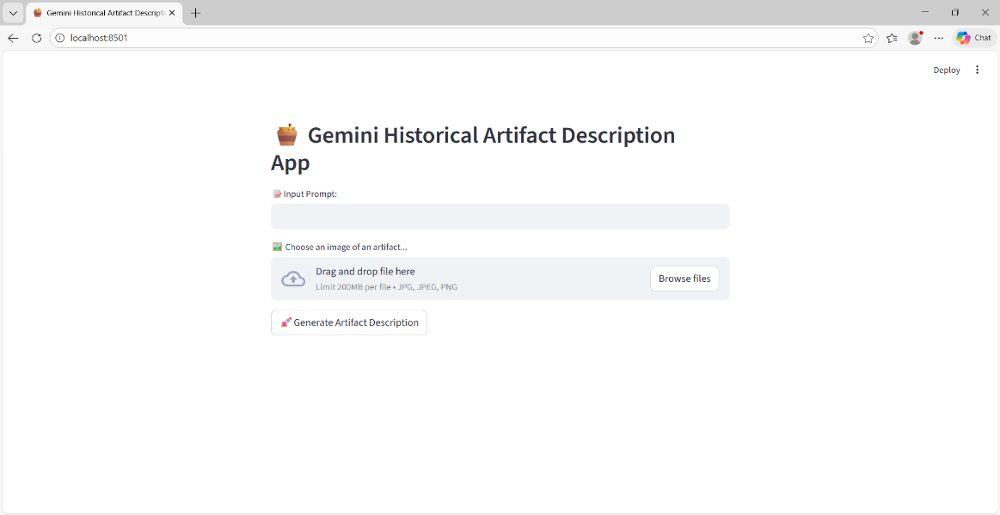 Gemini Historical Artifact Descripti
localhost:8501
Chat
Deploy
Gemini Historical Artifact Description
App
Input Prompt:
Choose an image of an artifact...
Drag and drop file here
Limit 200MB per file • JPG, JPEG, PNG
Browse files
Generate Artifact Description